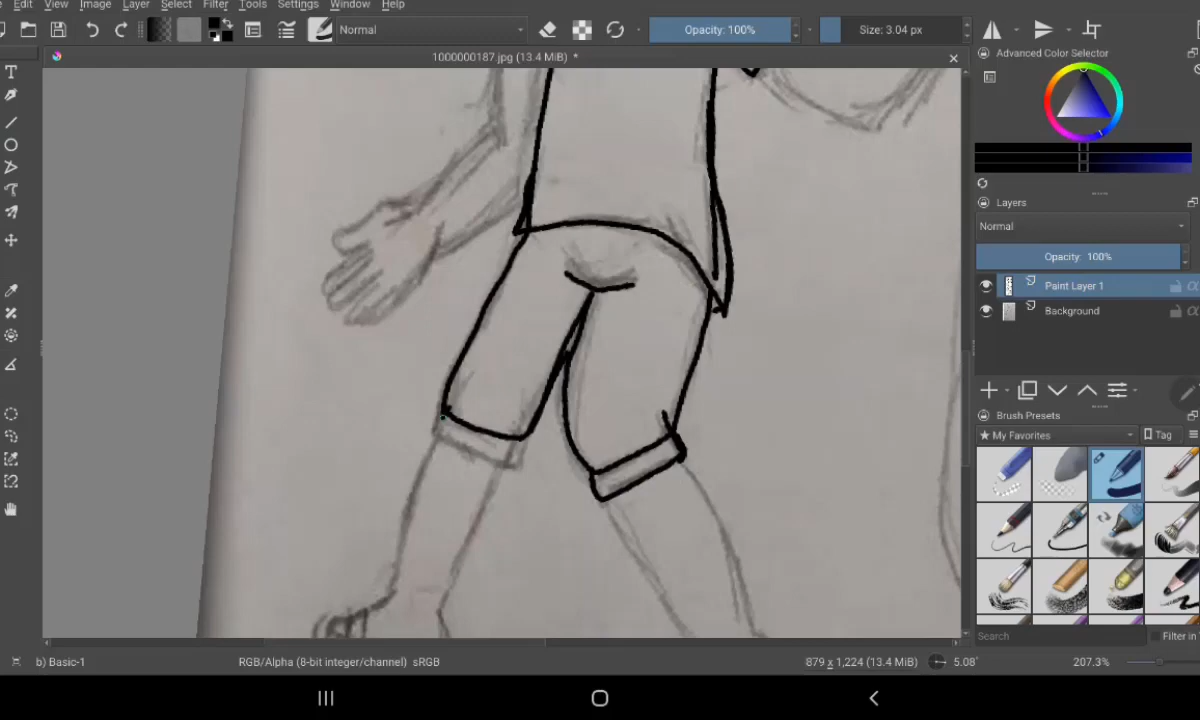 Edit View Image Layer Select Filter Tools Settings Window Help
Normal
Opacity: 100%
Size: 3.04 px
1000000187.jpg (13.4 MiB) *
Advanced Color Selector
Layers
Normal
Opacity: 100%
Paint Layer 1
Background
Brush Presets
★ My Favorites
Tag
Search
Filter in
b) Basic-1
RGB/Alpha (8-bit integer/channel) sRGB
879 x 1,224 (13.4 MiB)
5.08°
207.3%